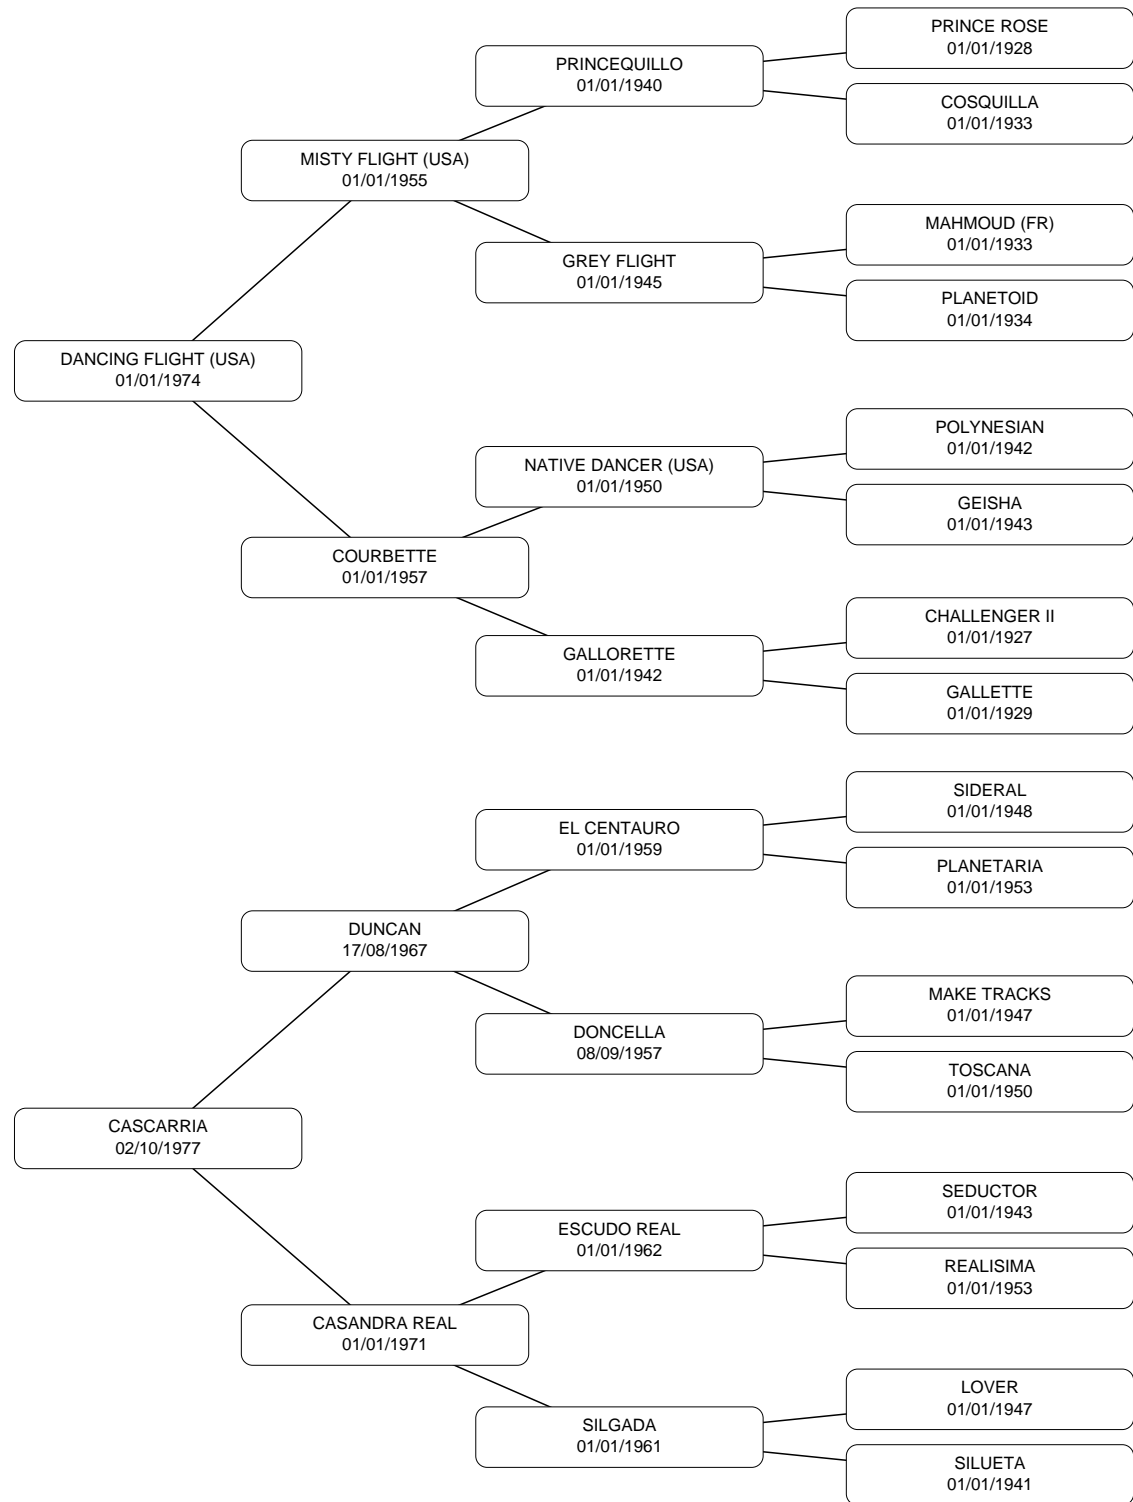 PRINCE ROSE
01/01/1928
PRINCEQUILLO
01/01/1940
COSQUILLA
01/01/1933
MISTY FLIGHT (USA)
01/01/1955
MAHMOUD (FR)
01/01/1933
GREY FLIGHT
01/01/1945
PLANETOID
01/01/1934
DANCING FLIGHT (USA)
01/01/1974
POLYNESIAN
01/01/1942
NATIVE DANCER (USA)
01/01/1950
GEISHA
01/01/1943
COURBETTE
01/01/1957
CHALLENGER II
01/01/1927
GALLORETTE
01/01/1942
GALLETTE
01/01/1929
SIDERAL
01/01/1948
EL CENTAURO
01/01/1959
PLANETARIA
01/01/1953
DUNCAN
17/08/1967
MAKE TRACKS
01/01/1947
DONCELLA
08/09/1957
TOSCANA
01/01/1950
CASCARRIA
02/10/1977
SEDUCTOR
01/01/1943
ESCUDO REAL
01/01/1962
REALISIMA
01/01/1953
CASANDRA REAL
01/01/1971
LOVER
01/01/1947
SILGADA
01/01/1961
SILUETA
01/01/1941